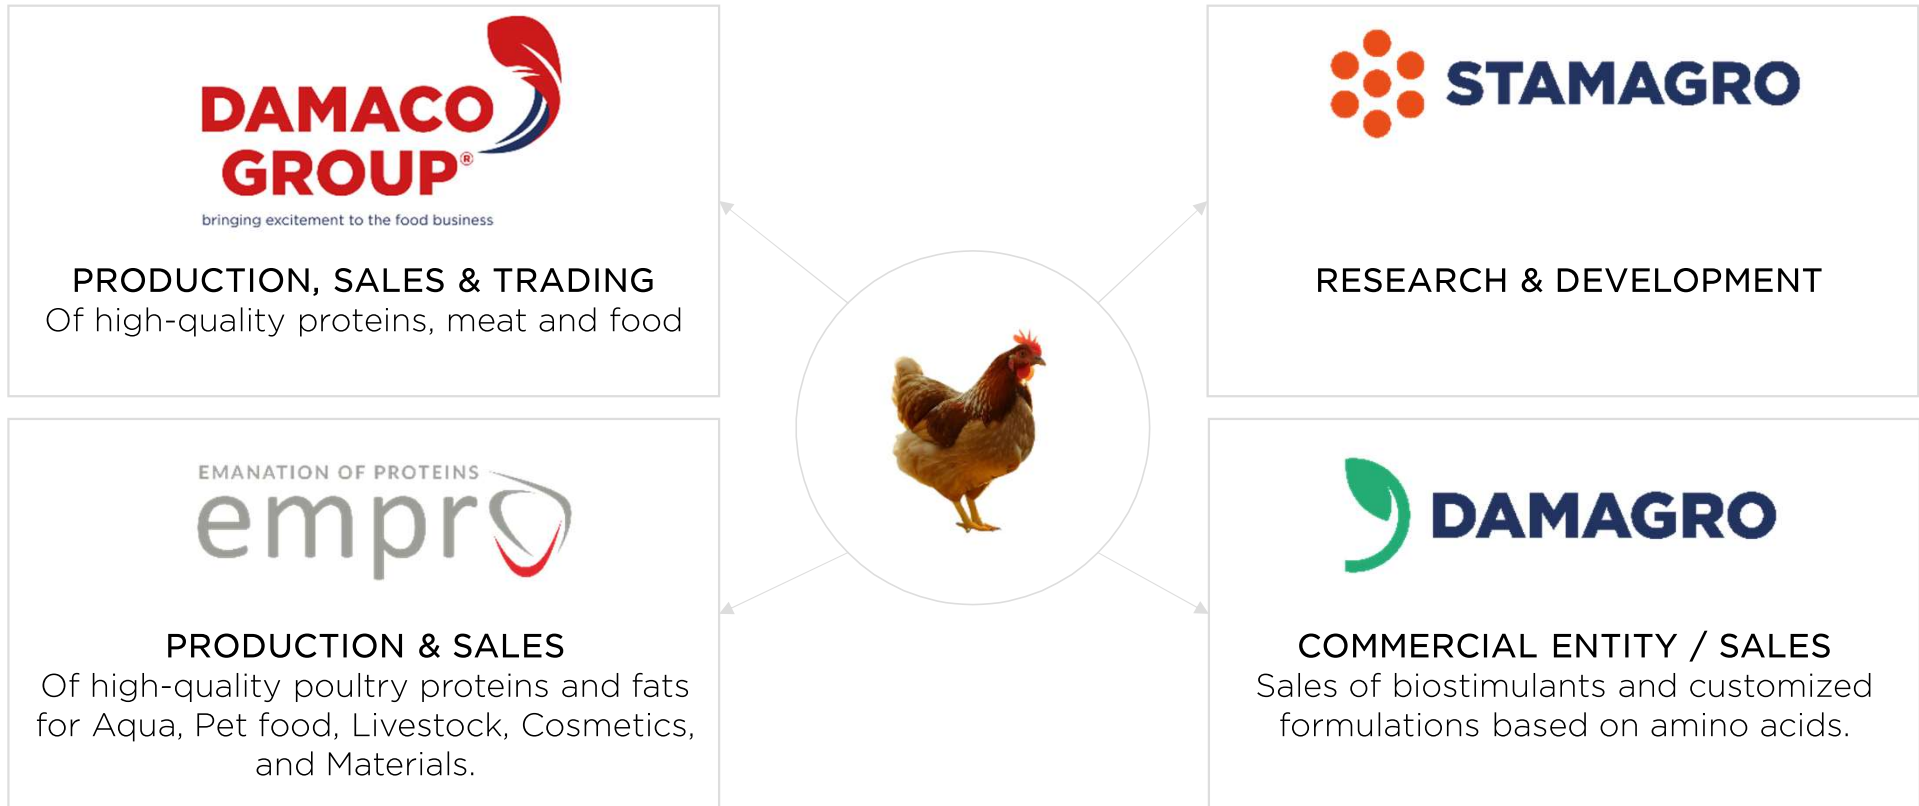 DAMACO
GROUP®
bringing excitement to the food business
PRODUCTION, SALES & TRADING
Of high-quality proteins, meat and food
STAMAGRO
RESEARCH & DEVELOPMENT
EMANATION OF PROTEINS
empro
PRODUCTION & SALES
Of high-quality poultry proteins and fats
for Aqua, Pet food, Livestock, Cosmetics,
and Materials.
DAMAGRO
COMMERCIAL ENTITY / SALES
Sales of biostimulants and customized
formulations based on amino acids.